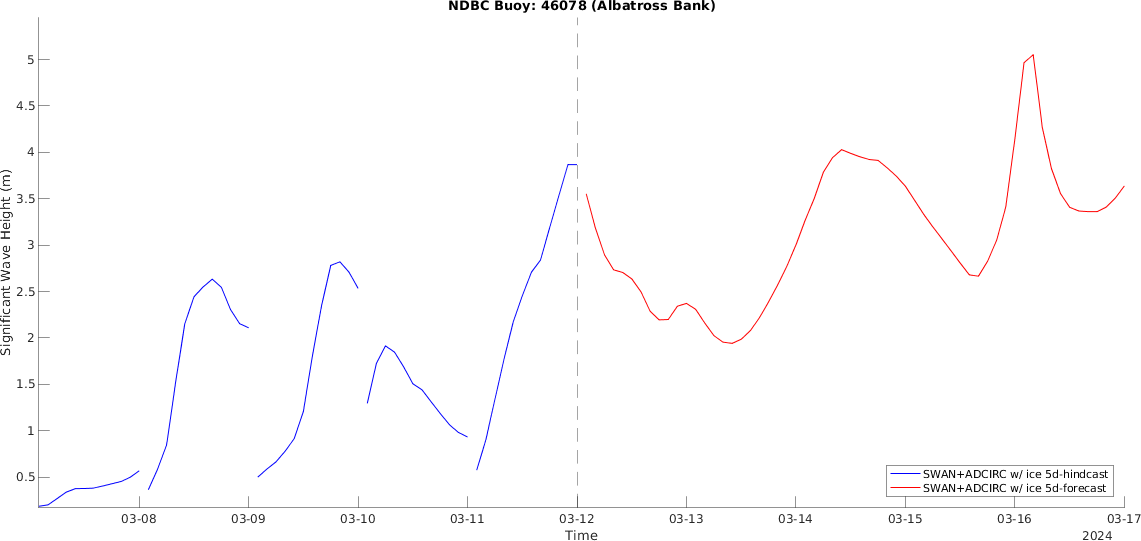 NDBC Buoy: 46078 (Albatross Bank)
Significant Wave Height (m)
5
4.5
4
3.5
3
2.5
2
1.5
1
0.5
SWAN+ADCIRC w/ ice 5d-hindcast
SWAN+ADCIRC w/ ice 5d-forecast
03-08 03-09 03-10 03-11 03-12 03-13 03-14 03-15 03-16 03-17
Time
2024